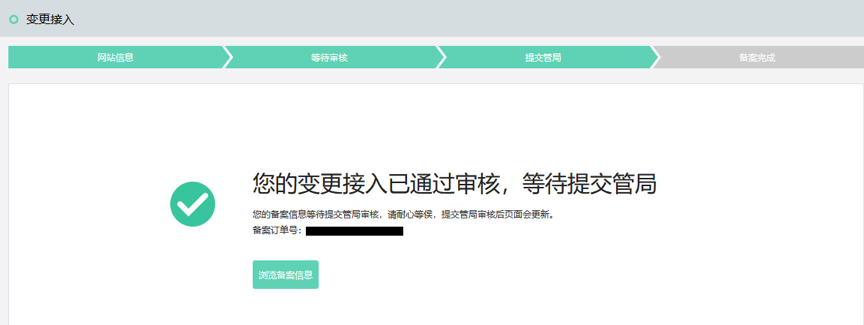 变更接入
网站信息
等待审核
提交管局
备案完成
您的变更接入已通过审核，等待提交管局
您的备案信息等待提交管局审核，请耐心等侯，提交管局审核后页面会更新。
备案订单号：
浏览备案信息